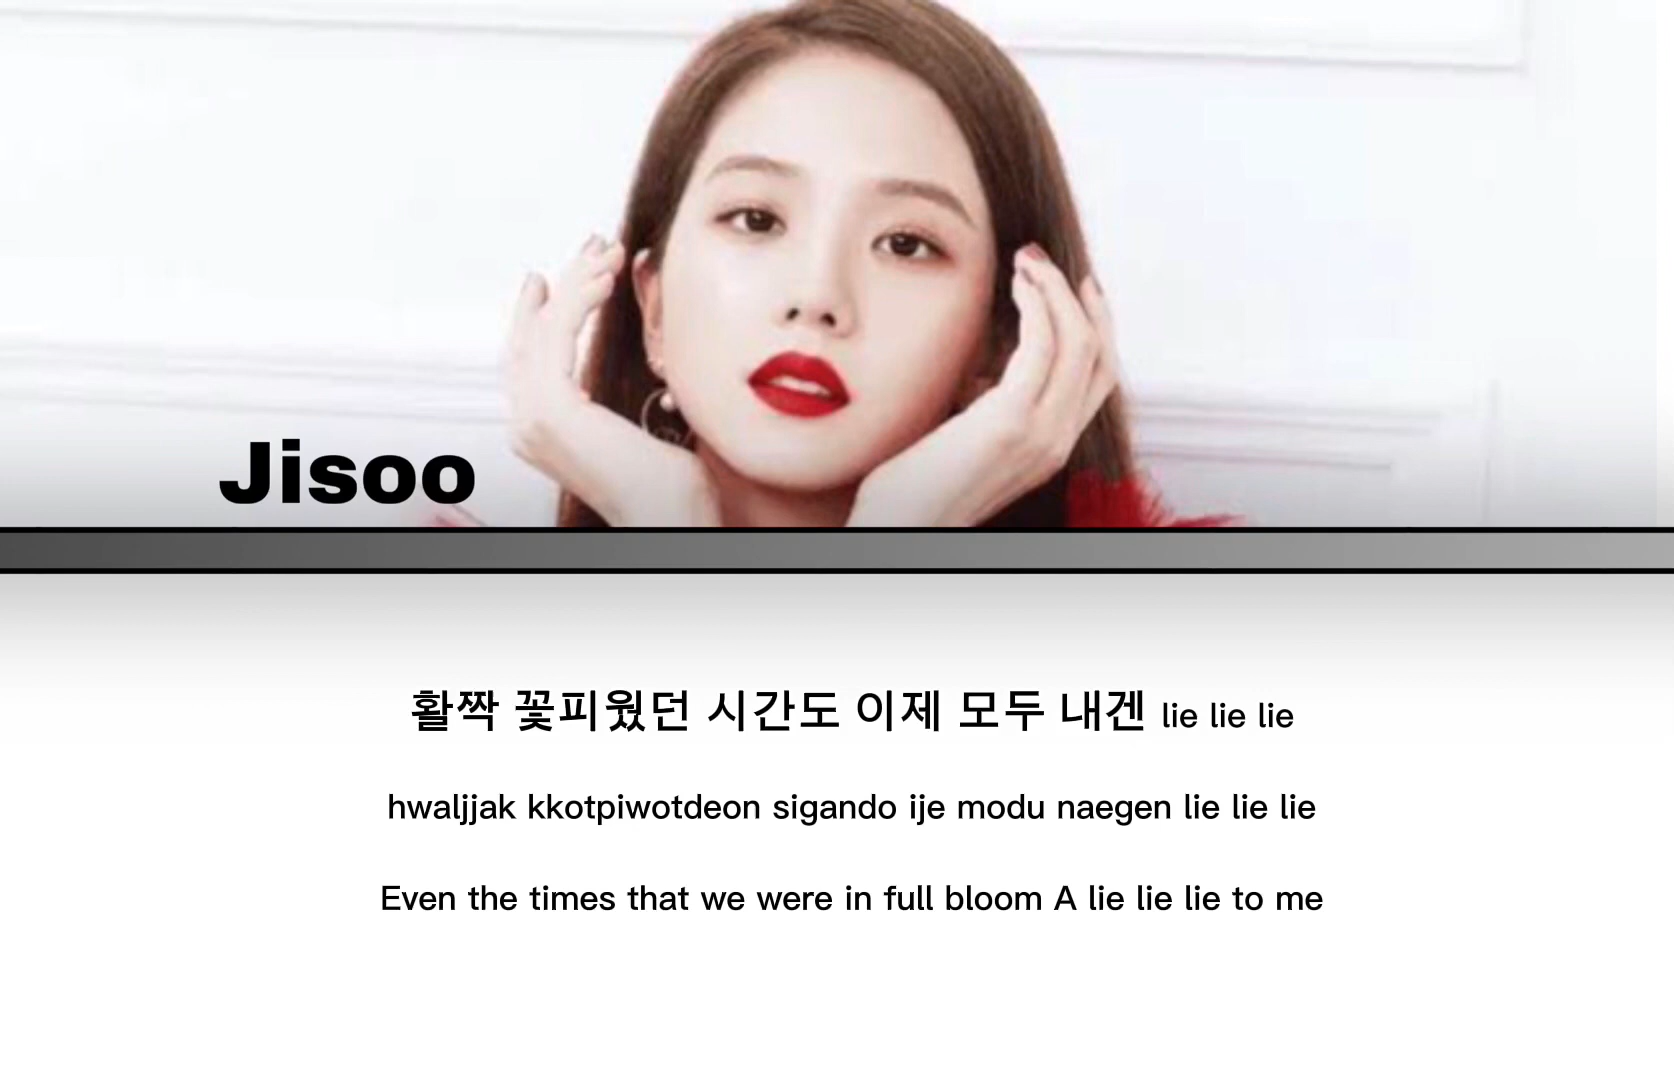 Jisoo
활짝 꽃피웠던 시간도 이제 모두 내겐 lie lie lie
hwaljjak kkotpiwotdeon sigando ije modu naegen lie lie lie
Even the times that we were in full bloom A lie lie lie to me